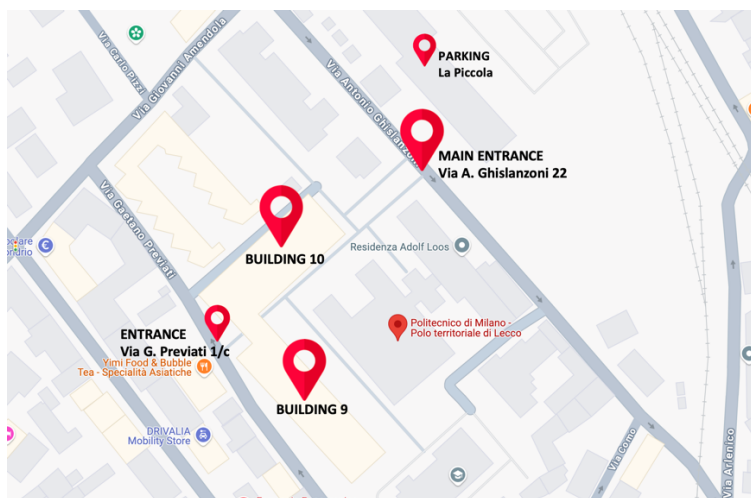 Via Carlo Pizzi
Via Giovanni Amendola
Via Antonio Ghislanzoni
PARKING
La Piccola
MAIN ENTRANCE
Via A. Ghislanzoni 22
Via Gaetano Previati
BUILDING 10
Residenza Adolf Loos
ENTRANCE
Via G. Previati 1/c
Yimi Food & Bubble
Tea - Specialità Asiatiche
Politecnico di Milano -
Polo territoriale di Lecco
BUILDING 9
DRIVALIA
Mobility Store
Via Como
Via Arlenico